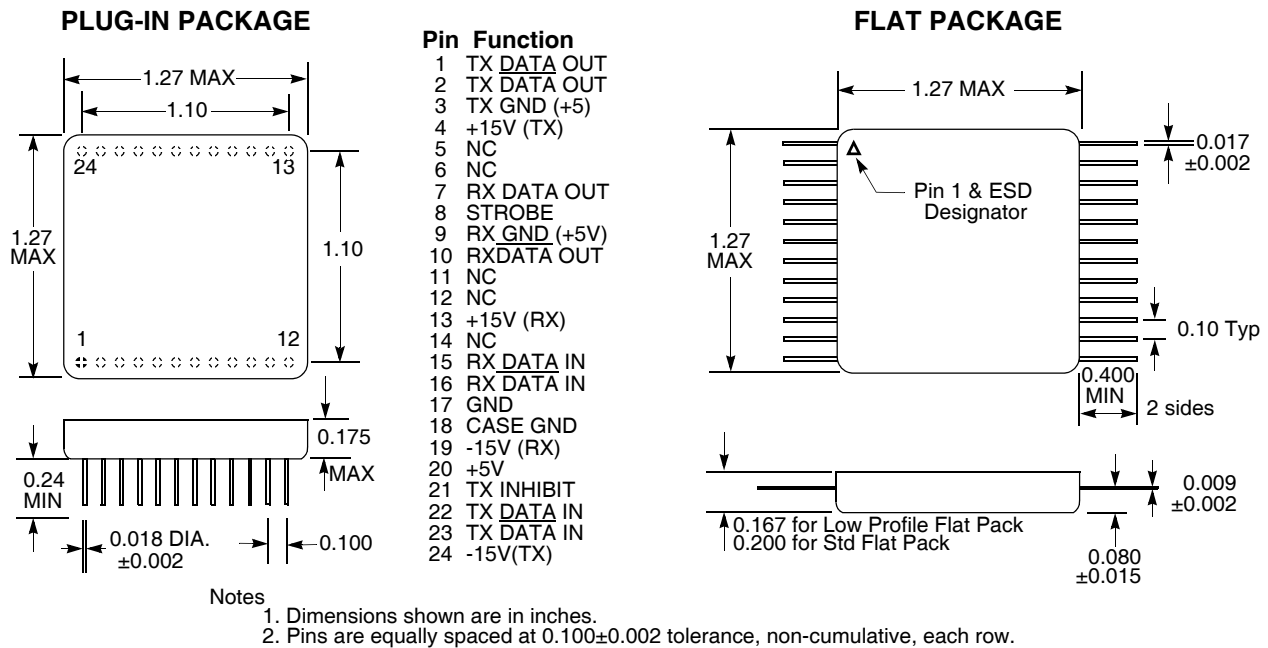 PLUG-IN PACKAGE
1.27 MAX
1.10
24
13
1.27
MAX
1.10
1
12
0.175
MAX
0.24
MIN
0.018 DIA.
±0.002
0.100
Pin Function
1 TX DATA OUT
2 TX DATA OUT
3 TX GND (+5)
4 +15V (TX)
5 NC
6 NC
7 RX DATA OUT
8 STROBE
9 RX GND (+5V)
10 RXDATA OUT
11 NC
12 NC
13 +15V (RX)
14 NC
15 RX DATA IN
16 RX DATA IN
17 GND
18 CASE GND
19 -15V (RX)
20 +5V
21 TX INHIBIT
22 TX DATA IN
23 TX DATA IN
24 -15V(TX)
FLAT PACKAGE
1.27 MAX
0.017
±0.002
Pin 1 & ESD
Designator
1.27
MAX
0.10 Typ
0.400
MIN
2 sides
0.009
±0.002
0.167 for Low Profile Flat Pack
0.200 for Std Flat Pack
0.080
±0.015
Notes
1. Dimensions shown are in inches.
2. Pins are equally spaced at 0.100±0.002 tolerance, non-cumulative, each row.